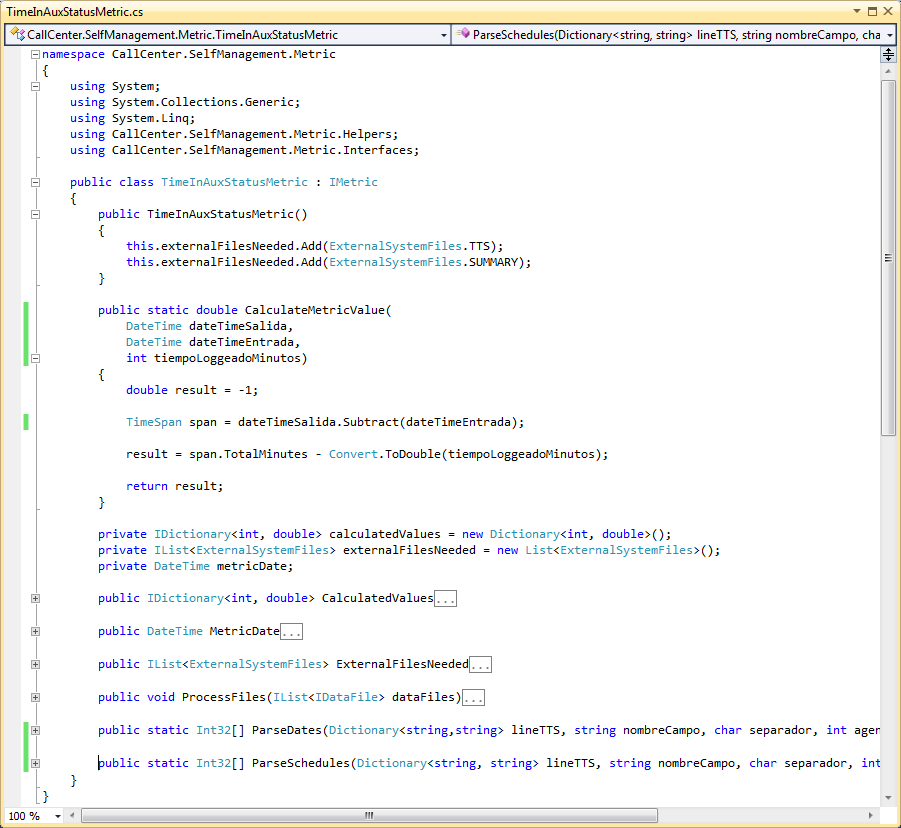 TimeInAuxStatusMetric.cs
CallCenter.SelfManagement.Metric.TimeInAuxStatusMetric
ParseSchedules(Dictionary<string, string> lineTTS, string nombreCampo, cha
namespace CallCenter.SelfManagement.Metric
{
using System;
using System.Collections.Generic;
using System.Linq;
using CallCenter.SelfManagement.Metric.Helpers;
using CallCenter.SelfManagement.Metric.Interfaces;
public class TimeInAuxStatusMetric : IMetric
{
public TimeInAuxStatusMetric()
{
this.externalFilesNeeded.Add(ExternalSystemFiles.TTS);
this.externalFilesNeeded.Add(ExternalSystemFiles.SUMMARY);
}
public static double CalculateMetricValue(
DateTime dateTimeSalida,
DateTime dateTimeEntrada,
int tiempoLoggeadoMinutos)
{
double result = -1;
TimeSpan span = dateTimeSalida.Subtract(dateTimeEntrada);
result = span.TotalMinutes - Convert.ToDouble(tiempoLoggeadoMinutos);
return result;
}
private IDictionary<int, double> calculatedValues = new Dictionary<int, double>();
private IList<ExternalSystemFiles> externalFilesNeeded = new List<ExternalSystemFiles>();
private DateTime metricDate;
public IDictionary<int, double> CalculatedValues...
public DateTime MetricDate...
public IList<ExternalSystemFiles> ExternalFilesNeeded...
public void ProcessFiles(IList<IDataFile> dataFiles)...
public static Int32[] ParseDates(Dictionary<string,string> lineTTS, string nombreCampo, char separador, int agen
public static Int32[] ParseSchedules(Dictionary<string, string> lineTTS, string nombreCampo, char separador, int
}
}
100 %